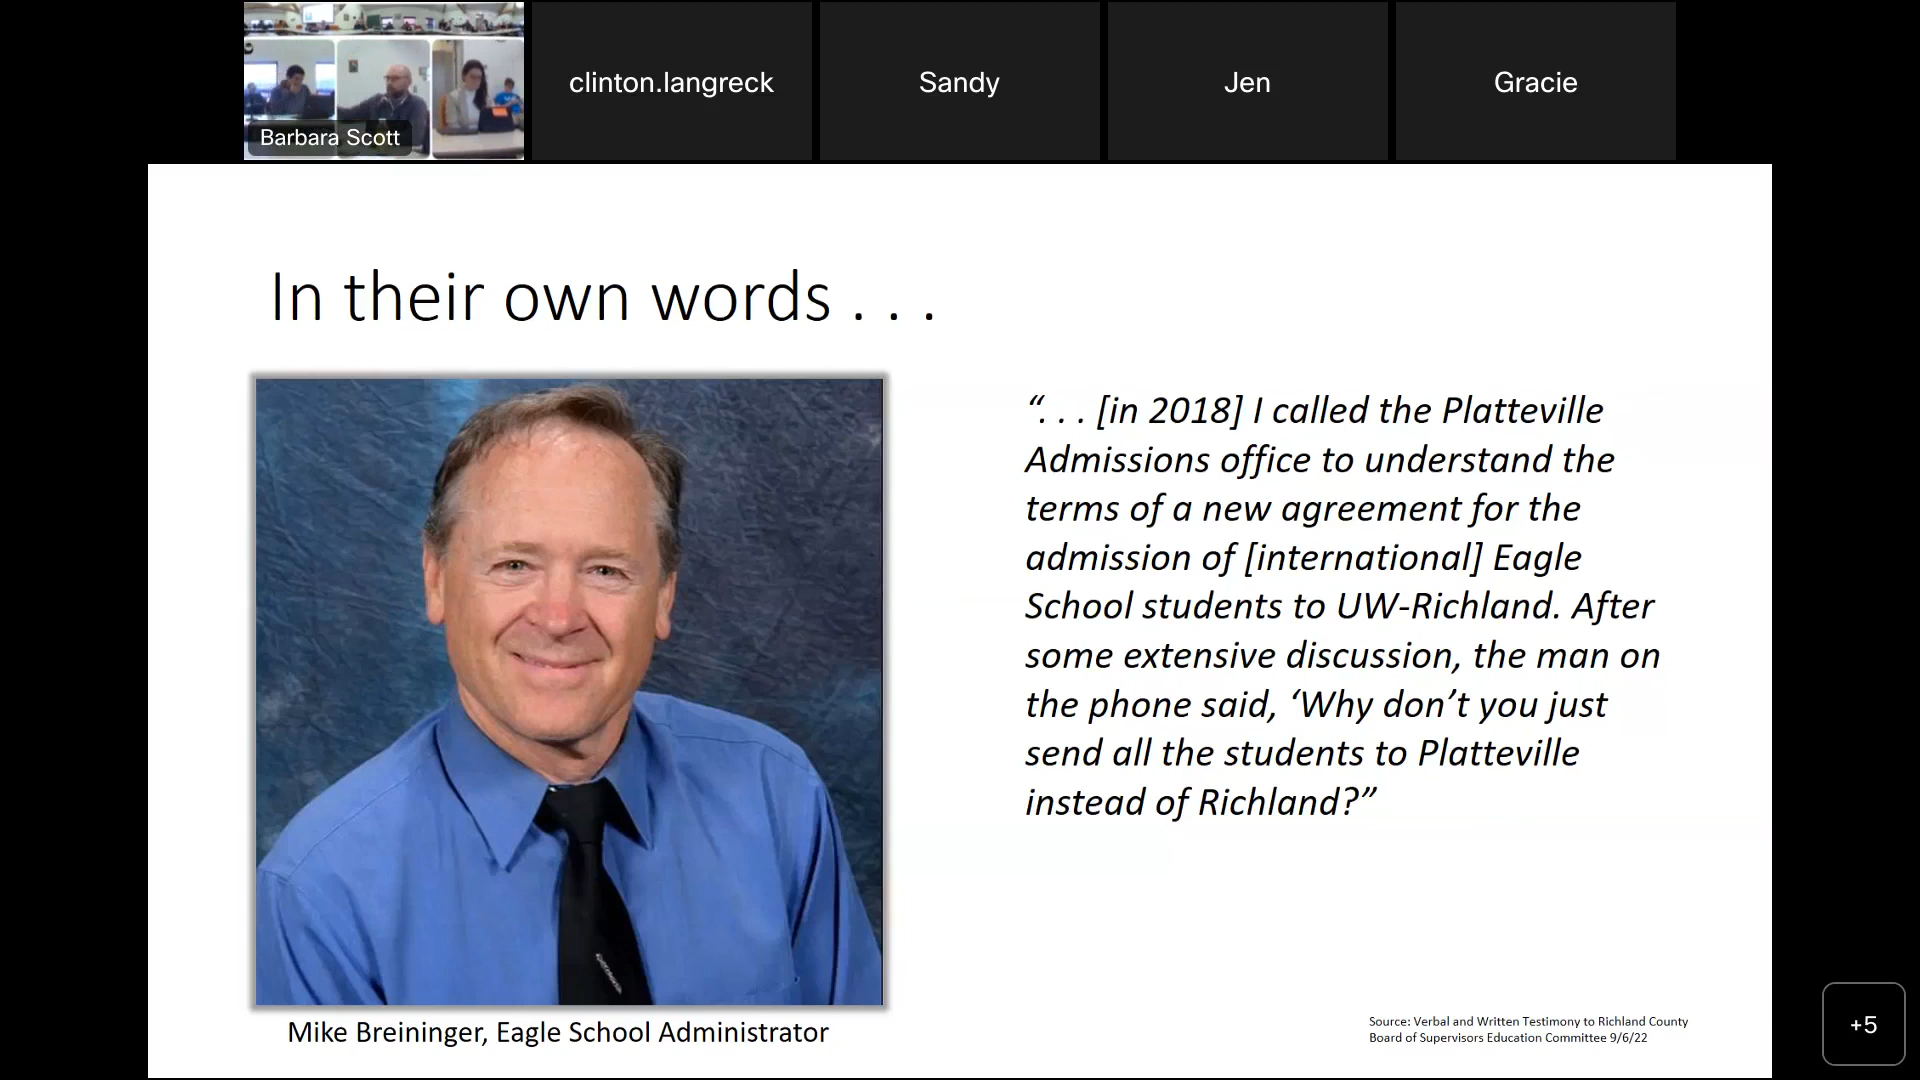 Barbara Scott
clinton.langreck
Sandy
Jen
Gracie
In their own words . . .
“. . . [in 2018] I called the Platteville
Admissions office to understand the
terms of a new agreement for the
admission of [international] Eagle
School students to UW-Richland. After
some extensive discussion, the man on
the phone said, ‘Why don’t you just
send all the students to Platteville
instead of Richland?”
Mike Breininger, Eagle School Administrator
Source: Verbal and Written Testimony to Richland County
Board of Supervisors Education Committee 9/6/22
+5